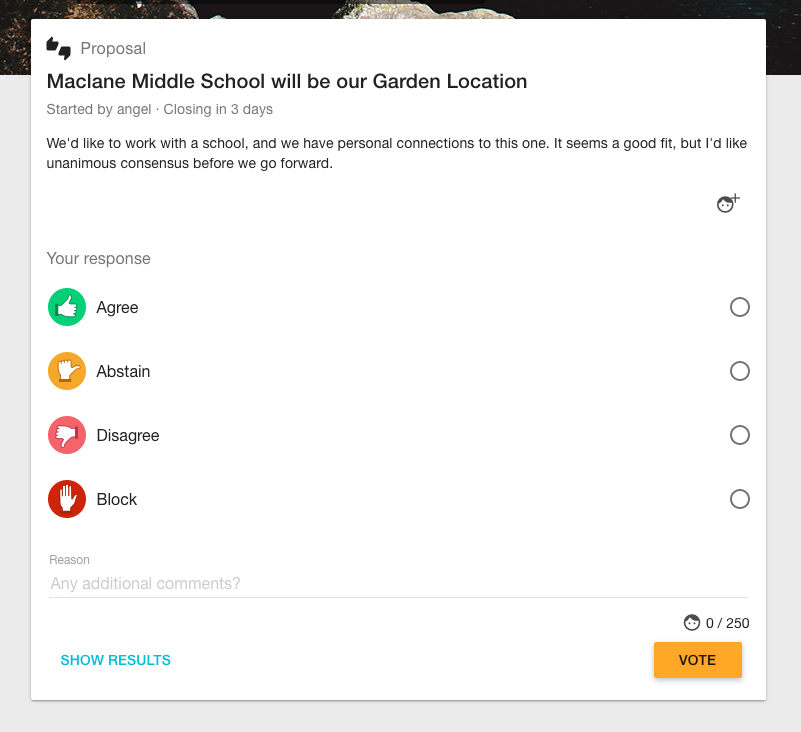 Proposal
Maclane Middle School will be our Garden Location
Started by angel · Closing in 3 days
We'd like to work with a school, and we have personal connections to this one. It seems a good fit, but I'd like
unanimous consensus before we go forward.
Your response
Agree
Abstain
Disagree
Block
Reason
Any additional comments?
0 / 250
SHOW RESULTS
VOTE